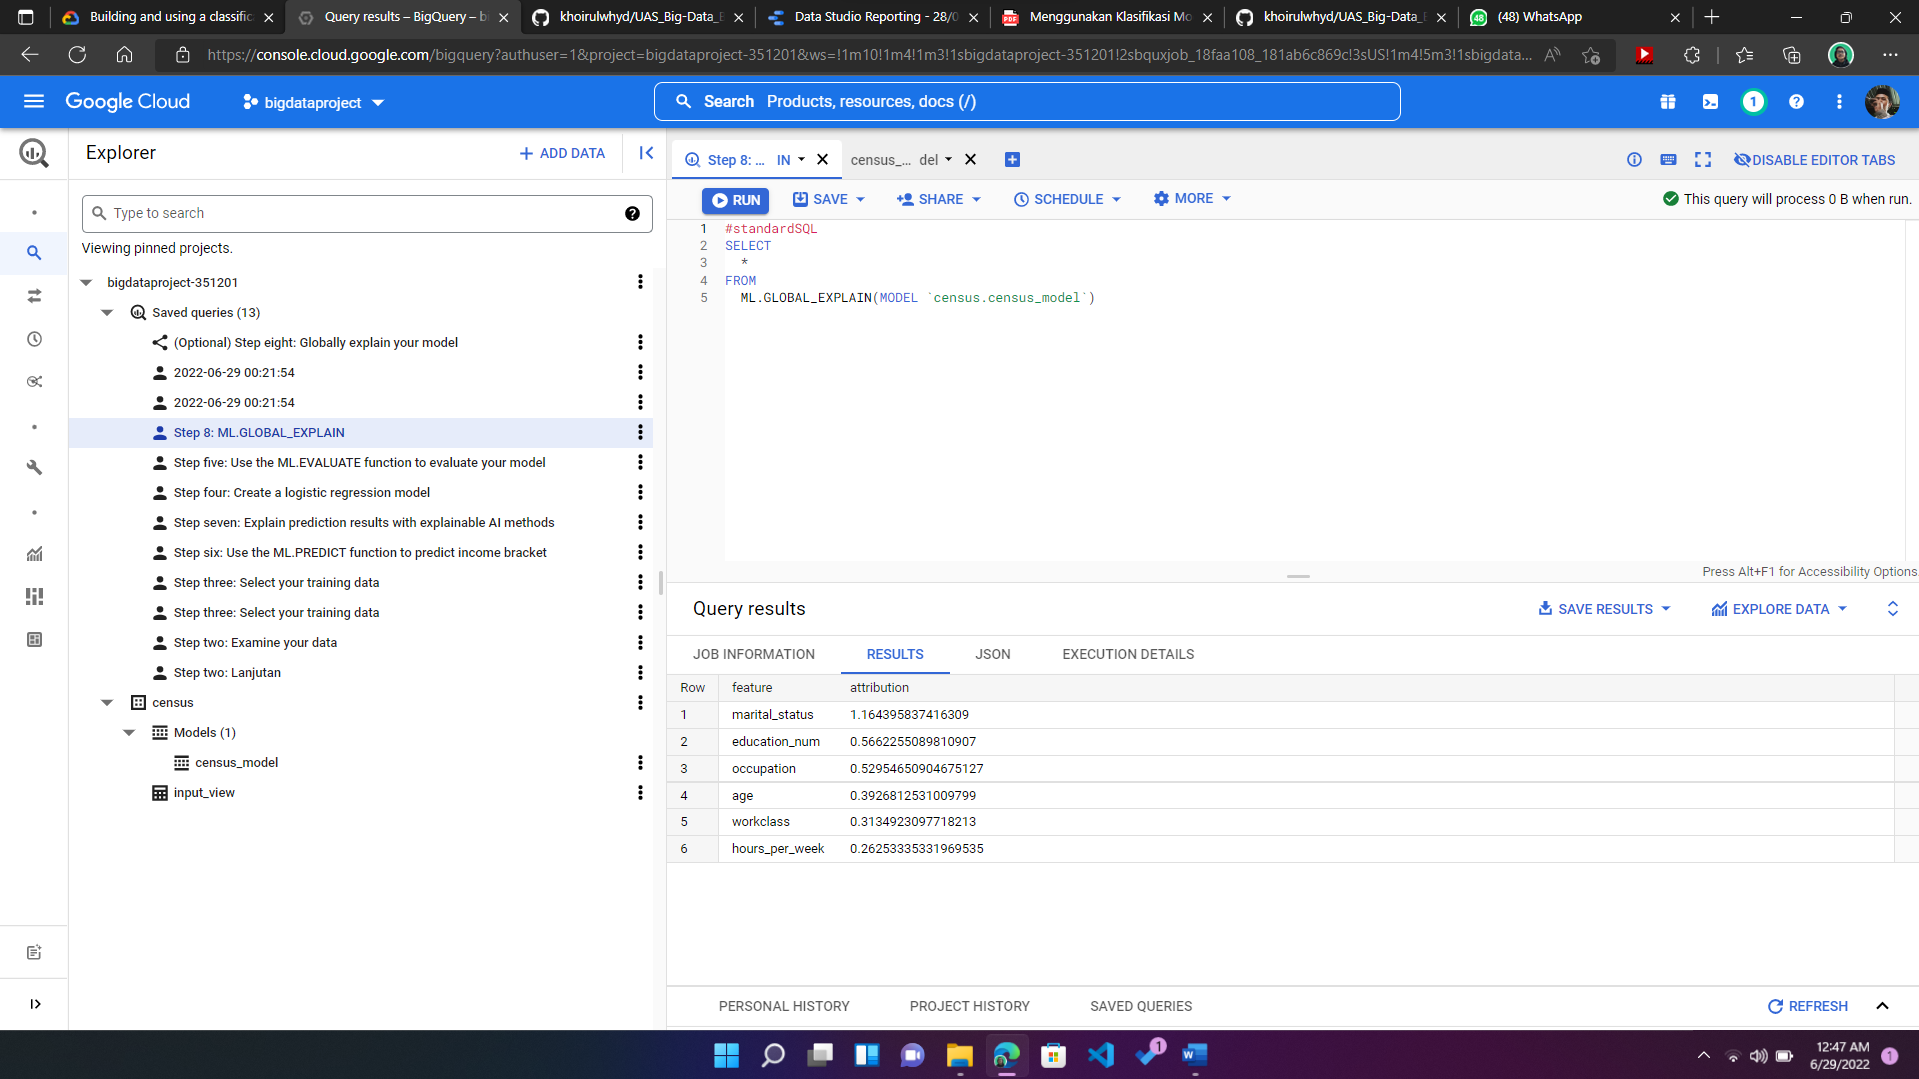 Building and using a classific
Query results – BigQuery – bi
khoirulwhyd/UAS_Big-Data_B
Data Studio Reporting - 28/0
Menggunakan Klasifikasi Mo
khoirulwhyd/UAS_Big-Data_B
(48) WhatsApp
https://console.cloud.google.com/bigquery?authuser=1&project=bigdataproject-351201&ws=!1m10!1m4!1m3!1sbigdataproject-351201!2sbquxjob_18faa108_181ab6c869c!3sUS!1m4!5m3!1sbigdata...
Google Cloud
bigdataproject
Search Products, resources, docs (/)
1
Explorer
+ ADD DATA
Type to search
Viewing pinned projects.
bigdataproject-351201
Saved queries (13)
(Optional) Step eight: Globally explain your model
2022-06-29 00:21:54
2022-06-29 00:21:54
Step 8: ML.GLOBAL_EXPLAIN
Step five: Use the ML.EVALUATE function to evaluate your model
Step four: Create a logistic regression model
Step seven: Explain prediction results with explainable AI methods
Step six: Use the ML.PREDICT function to predict income bracket
Step three: Select your training data
Step three: Select your training data
Step two: Examine your data
Step two: Lanjutan
census
Models (1)
census_model
input_view
Step 8: ... IN
census_... del
DISABLE EDITOR TABS
RUN
SAVE
SHARE
SCHEDULE
MORE
This query will process 0 B when run.
1 #standardSQL
2 SELECT
3 *
4 FROM
5 ML.GLOBAL_EXPLAIN(MODEL `census.census_model`)
Press Alt+F1 for Accessibility Options.
Query results
SAVE RESULTS
EXPLORE DATA
JOB INFORMATION
RESULTS
JSON
EXECUTION DETAILS
Row feature attribution
1 marital_status 1.164395837416309
2 education_num 0.5662255089810907
3 occupation 0.52954650904675127
4 age 0.3926812531009799
5 workclass 0.3134923097718213
6 hours_per_week 0.26253335331969535
PERSONAL HISTORY
PROJECT HISTORY
SAVED QUERIES
REFRESH
1
12:47 AM
6/29/2022
1